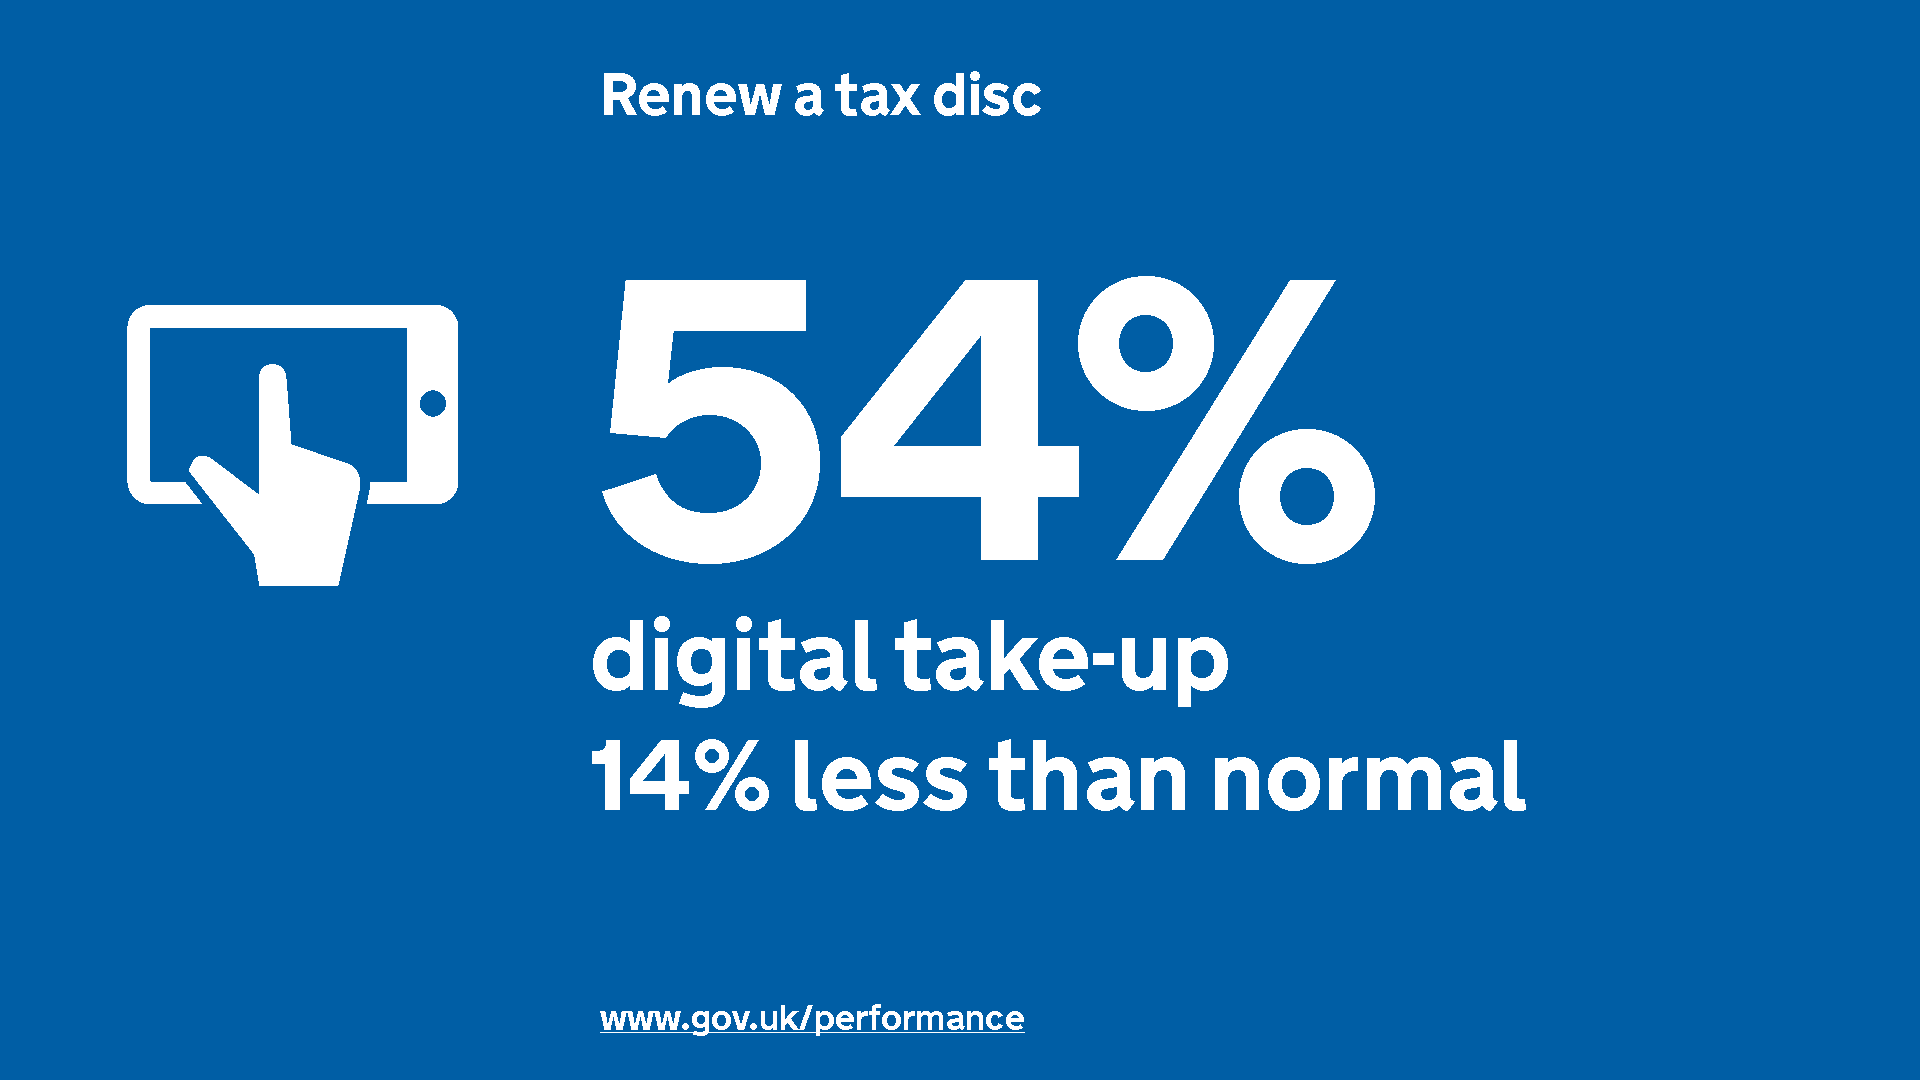 Renew a tax disc
54%
digital take-up
14% less than normal
www.gov.uk/performance